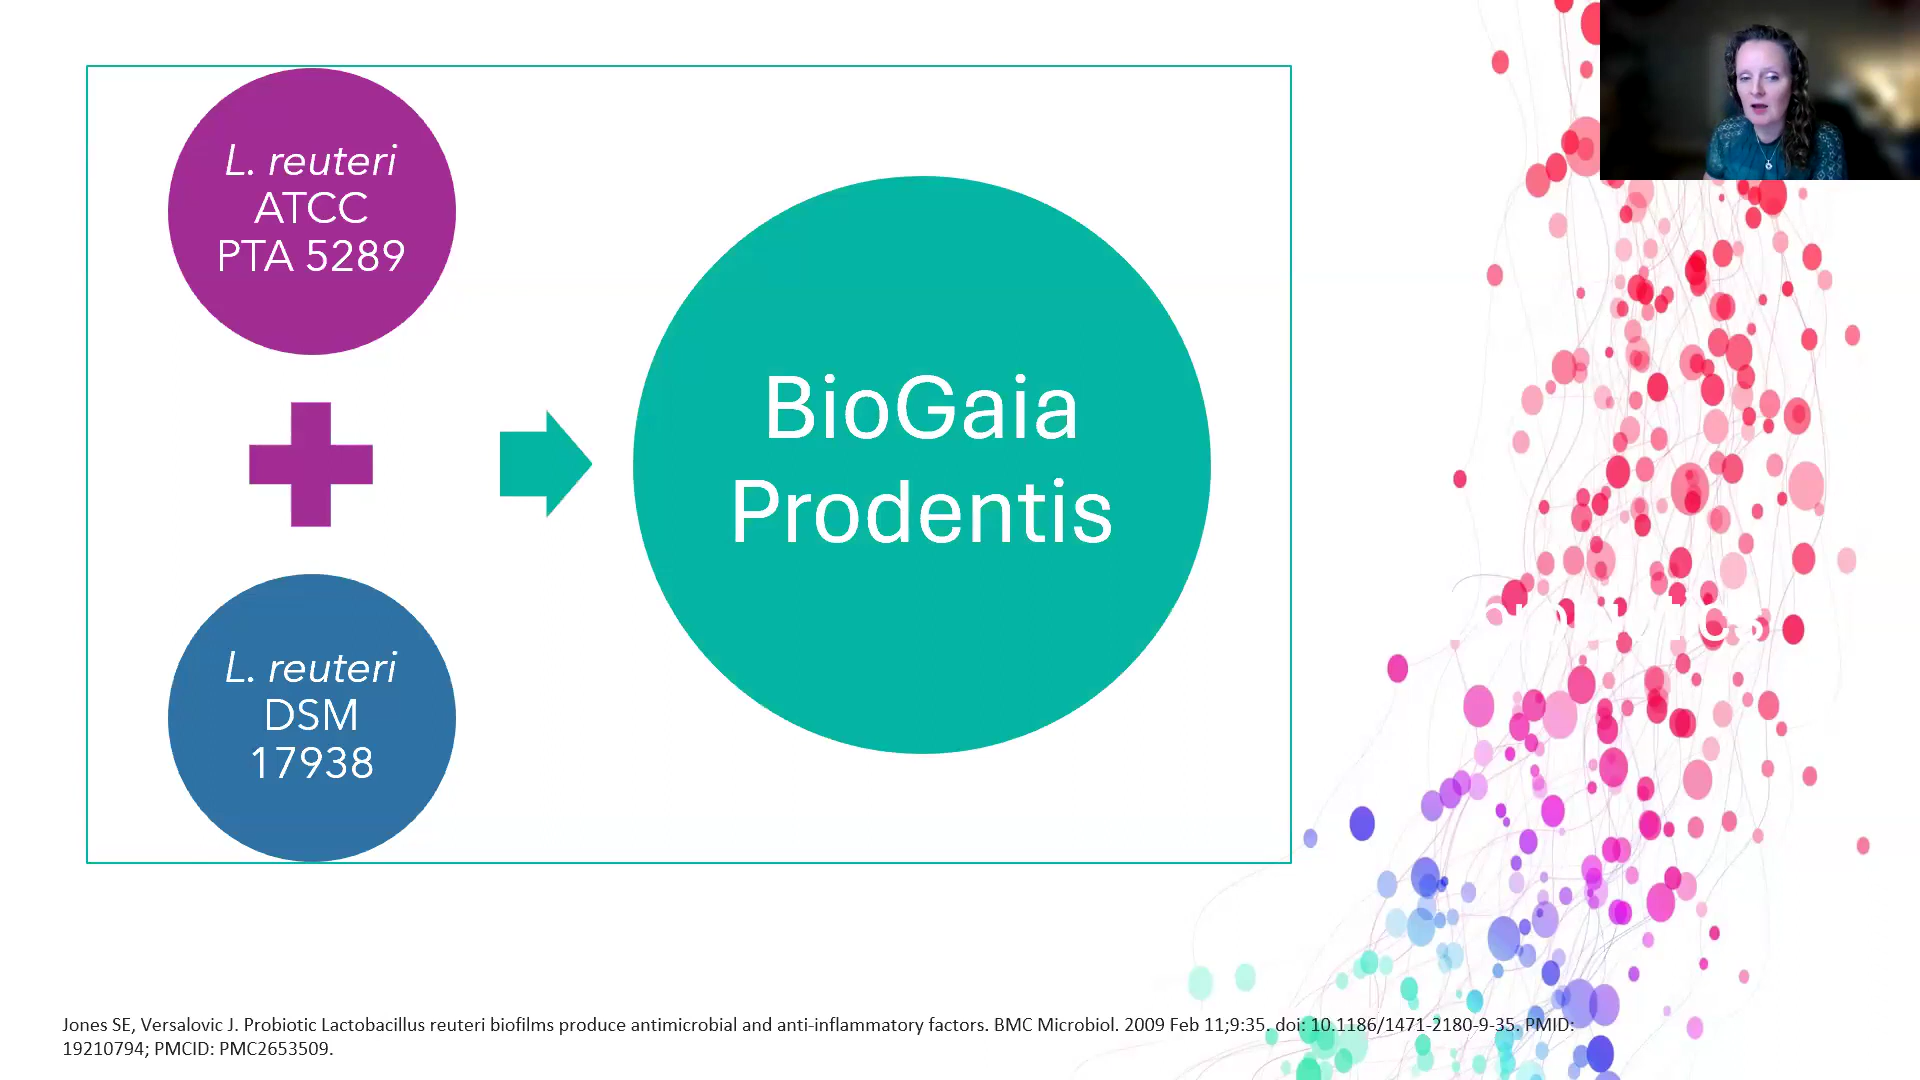 L. reuteri
ATCC
PTA 5289
L. reuteri
DSM
17938
BioGaia
Prodentis
Jones SE, Versalovic J. Probiotic Lactobacillus reuteri biofilms produce antimicrobial and anti-inflammatory factors. BMC Microbiol. 2009 Feb 11;9:35. doi: 10.1186/1471-2180-9-35. PMID:
19210794; PMCID: PMC2653509.